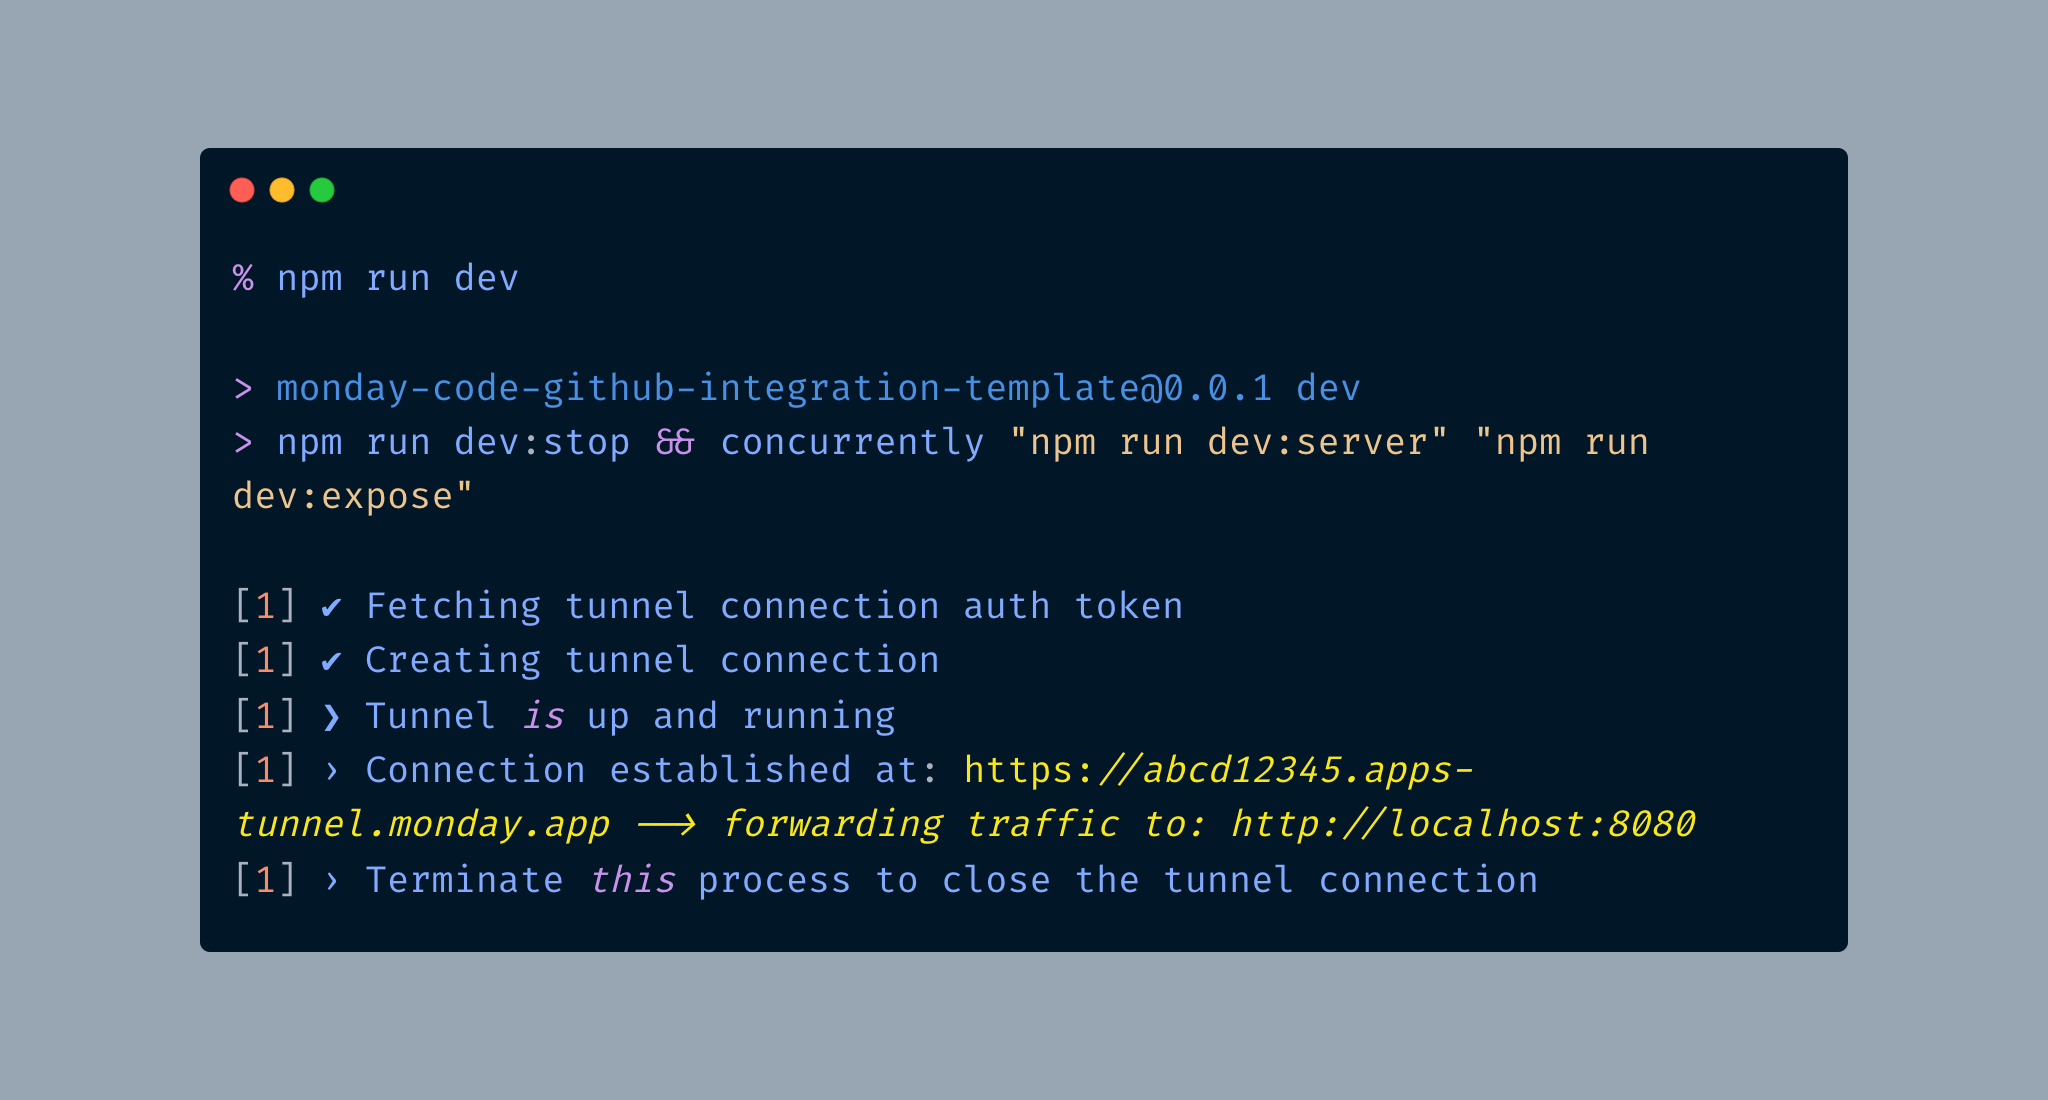 % npm run dev
> monday-code-github-integration-template@0.0.1 dev
> npm run dev:stop && concurrently "npm run dev:server" "npm run
dev:expose"
[1] ✔ Fetching tunnel connection auth token
[1] ✔ Creating tunnel connection
[1] ❯ Tunnel is up and running
[1] › Connection established at: https://abcd12345.apps-
tunnel.monday.app --> forwarding traffic to: http://localhost:8080
[1] › Terminate this process to close the tunnel connection